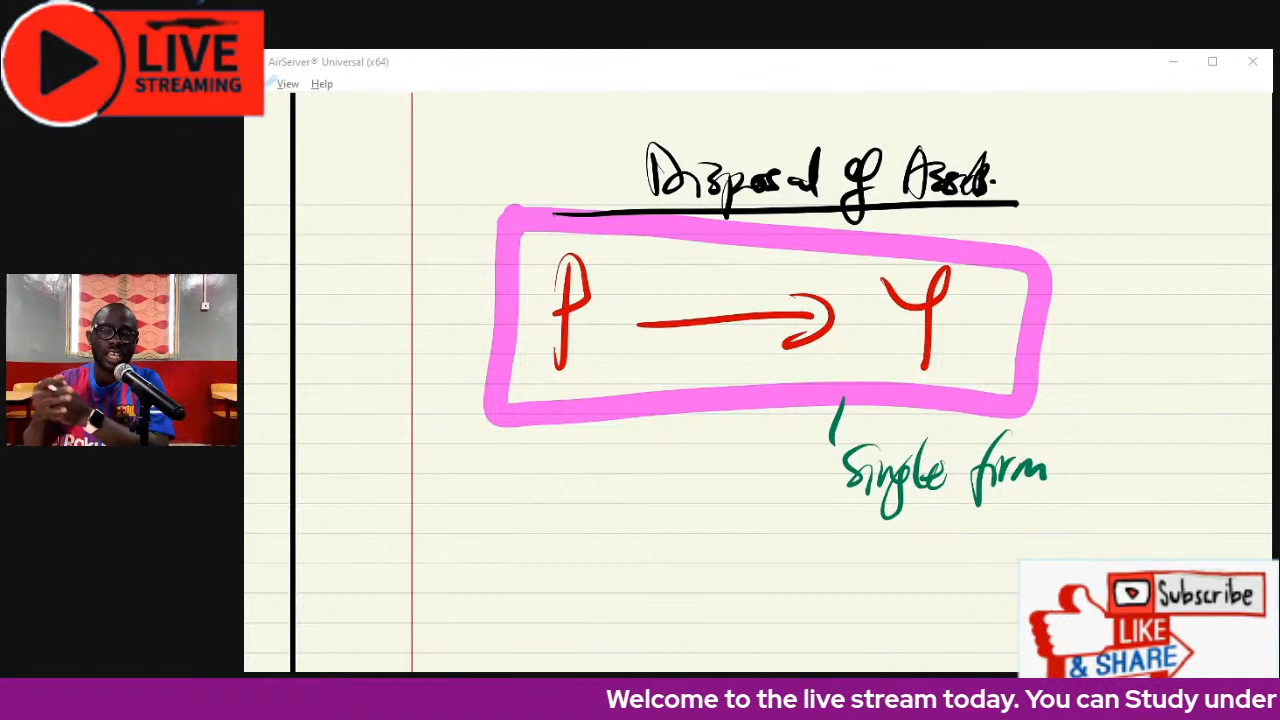 LIVE
STREAMING
AirServer® Universal (x64)
View Help
Disposal of Assets.
P Y
Single firm
Subscribe
LIKE
& SHARE
Welcome to the live stream today. You can Study under